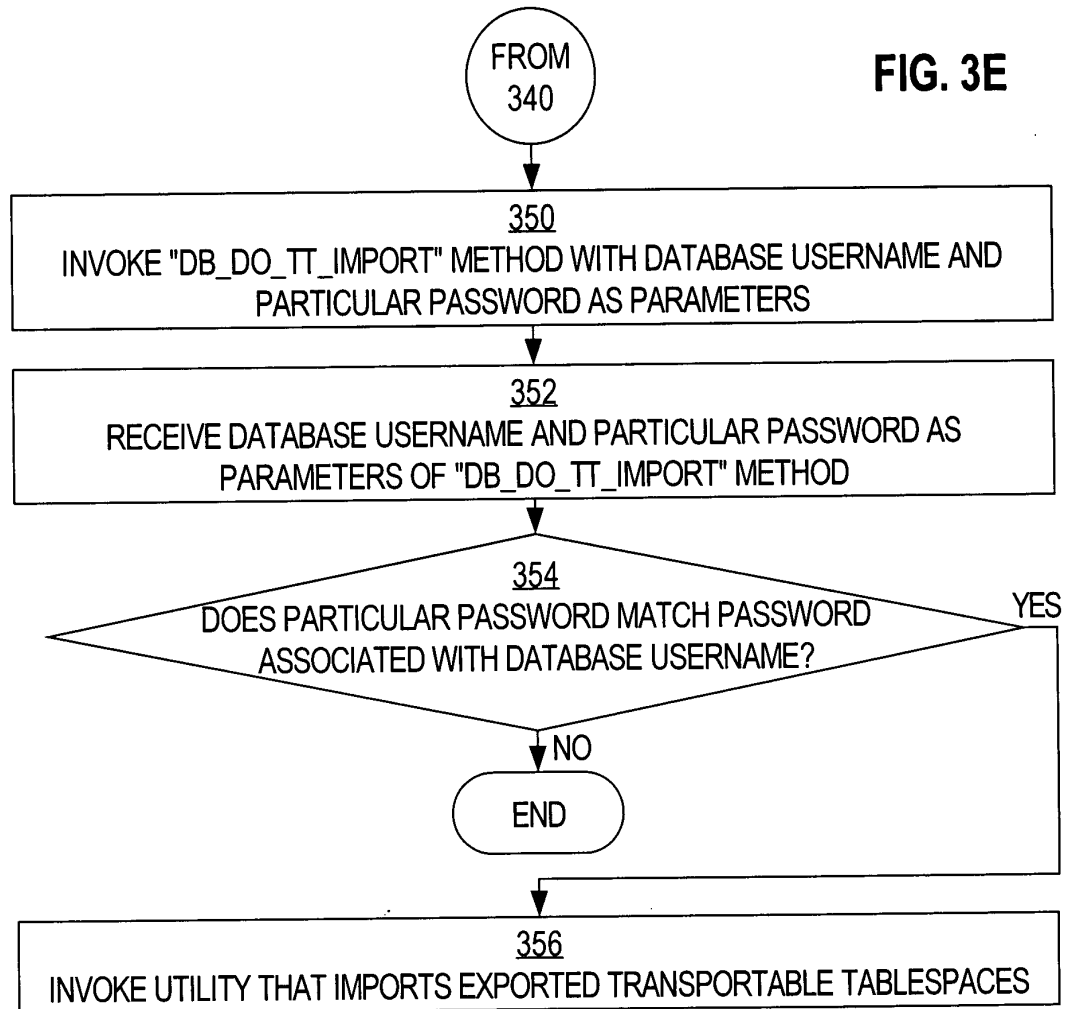 FROM
340
FIG. 3E
350
INVOKE "DB_DO_TT_IMPORT" METHOD WITH DATABASE USERNAME AND
PARTICULAR PASSWORD AS PARAMETERS
352
RECEIVE DATABASE USERNAME AND PARTICULAR PASSWORD AS
PARAMETERS OF "DB_DO_TT_IMPORT" METHOD
354
DOES PARTICULAR PASSWORD MATCH PASSWORD
ASSOCIATED WITH DATABASE USERNAME?
YES
NO
END
356
INVOKE UTILITY THAT IMPORTS EXPORTED TRANSPORTABLE TABLESPACES